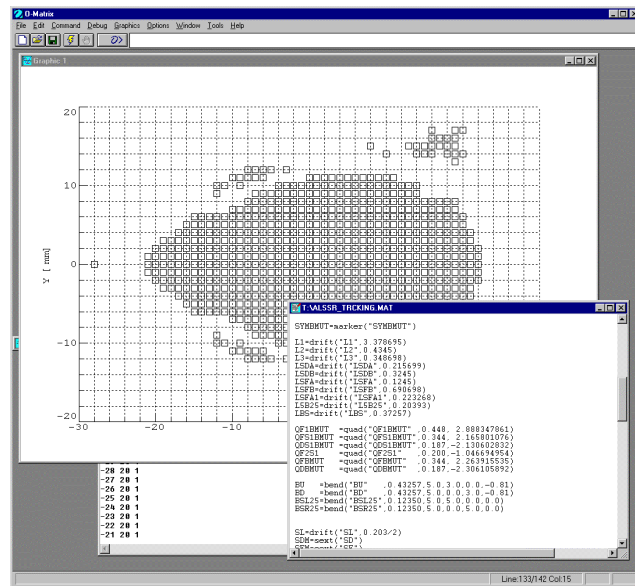 O-Matrix
File Edit Command Debug Graphics Options Window Tools Help
O>
Graphic 1
20
10
0
-10
-20
Y [ mm]
-30 -20 -10
-28 20 1
-27 20 1
-26 20 1
-25 20 1
-24 20 1
-23 20 1
-22 20 1
-21 20 1
T:\ALSSR_TRCKING.MAT
SYMBMUT=marker("SYMBMUT")
L1=drift("L1",3.378695)
L2=drift("L2",0.4345)
L3=drift("L3",0.348698)
LSDA=drift("LSDA",0.215699)
LSDB=drift("LSDB",0.3245)
LSFA=drift("LSFA",0.1245)
LSFB=drift("LSFB",0.690698)
LSFA1=drift("LSFA1",0.223268)
L5B25=drift("L5B25",0.20393)
LBS=drift("LBS",0.37257)
QF1BMUT =quad("QF1BMUT" ,0.448, 2.888347861)
QFS1BMUT =quad("QFS1BMUT",0.344, 2.165801076)
QDS1BMUT =quad("QDS1BMUT",0.187,-2.130602832)
QF2S1 =quad("QF2S1" ,0.200,-1.046694954)
QFBMUT =quad("QFBMUT" ,0.344, 2.263915535)
QDBMUT =quad("QDBMUT" ,0.187,-2.306105892)
BU =bend("BU" ,0.43257,5.0,3.0,0.0,-0.81)
BD =bend("BD" ,0.43257,5.0,0.0,3.0,-0.81)
BSL25=bend("BSL25",0.12350,5.0,5.0,0.0,0.0)
BSR25=bend("BSR25",0.12350,5.0,0.0,5.0,0.0)
SL=drift("SL",0.203/2)
SDM=sext("SD")
SFM=sext("SF")
Line:133/142 Col:15